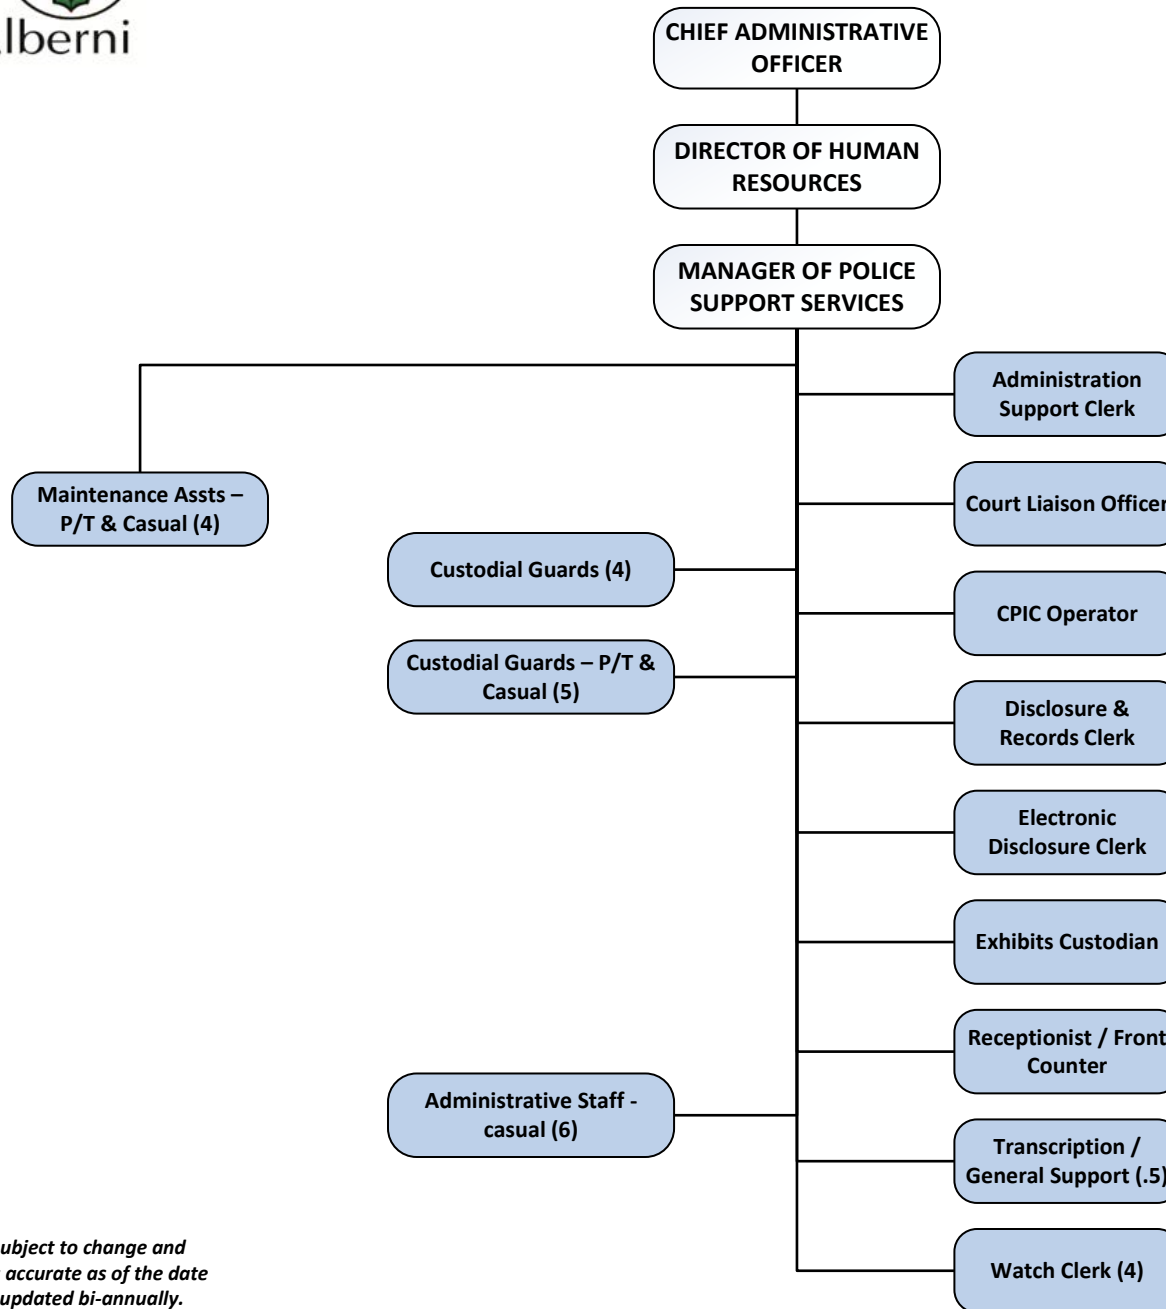 lberni
CHIEF ADMINISTRATIVE
OFFICER
DIRECTOR OF HUMAN
RESOURCES
MANAGER OF POLICE
SUPPORT SERVICES
Administration
Support Clerk
Maintenance Assts –
P/T & Casual (4)
Court Liaison Officer
Custodial Guards (4)
CPIC Operator
Custodial Guards – P/T &
Casual (5)
Disclosure &
Records Clerk
Electronic
Disclosure Clerk
Exhibits Custodian
Receptionist / Front
Counter
Administrative Staff -
casual (6)
Transcription /
General Support (.5)
Watch Clerk (4)
ubject to change and
accurate as of the date
updated bi-annually.